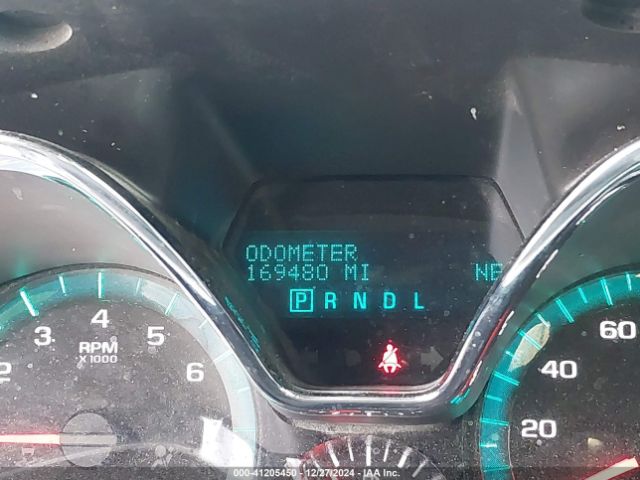 ODOMETER
169480 MI NE
P R N D L
2 3 4 5 6
RPM
X 1000
20 40 60
000-41205450 - 12/27/2024 - IAA Inc.